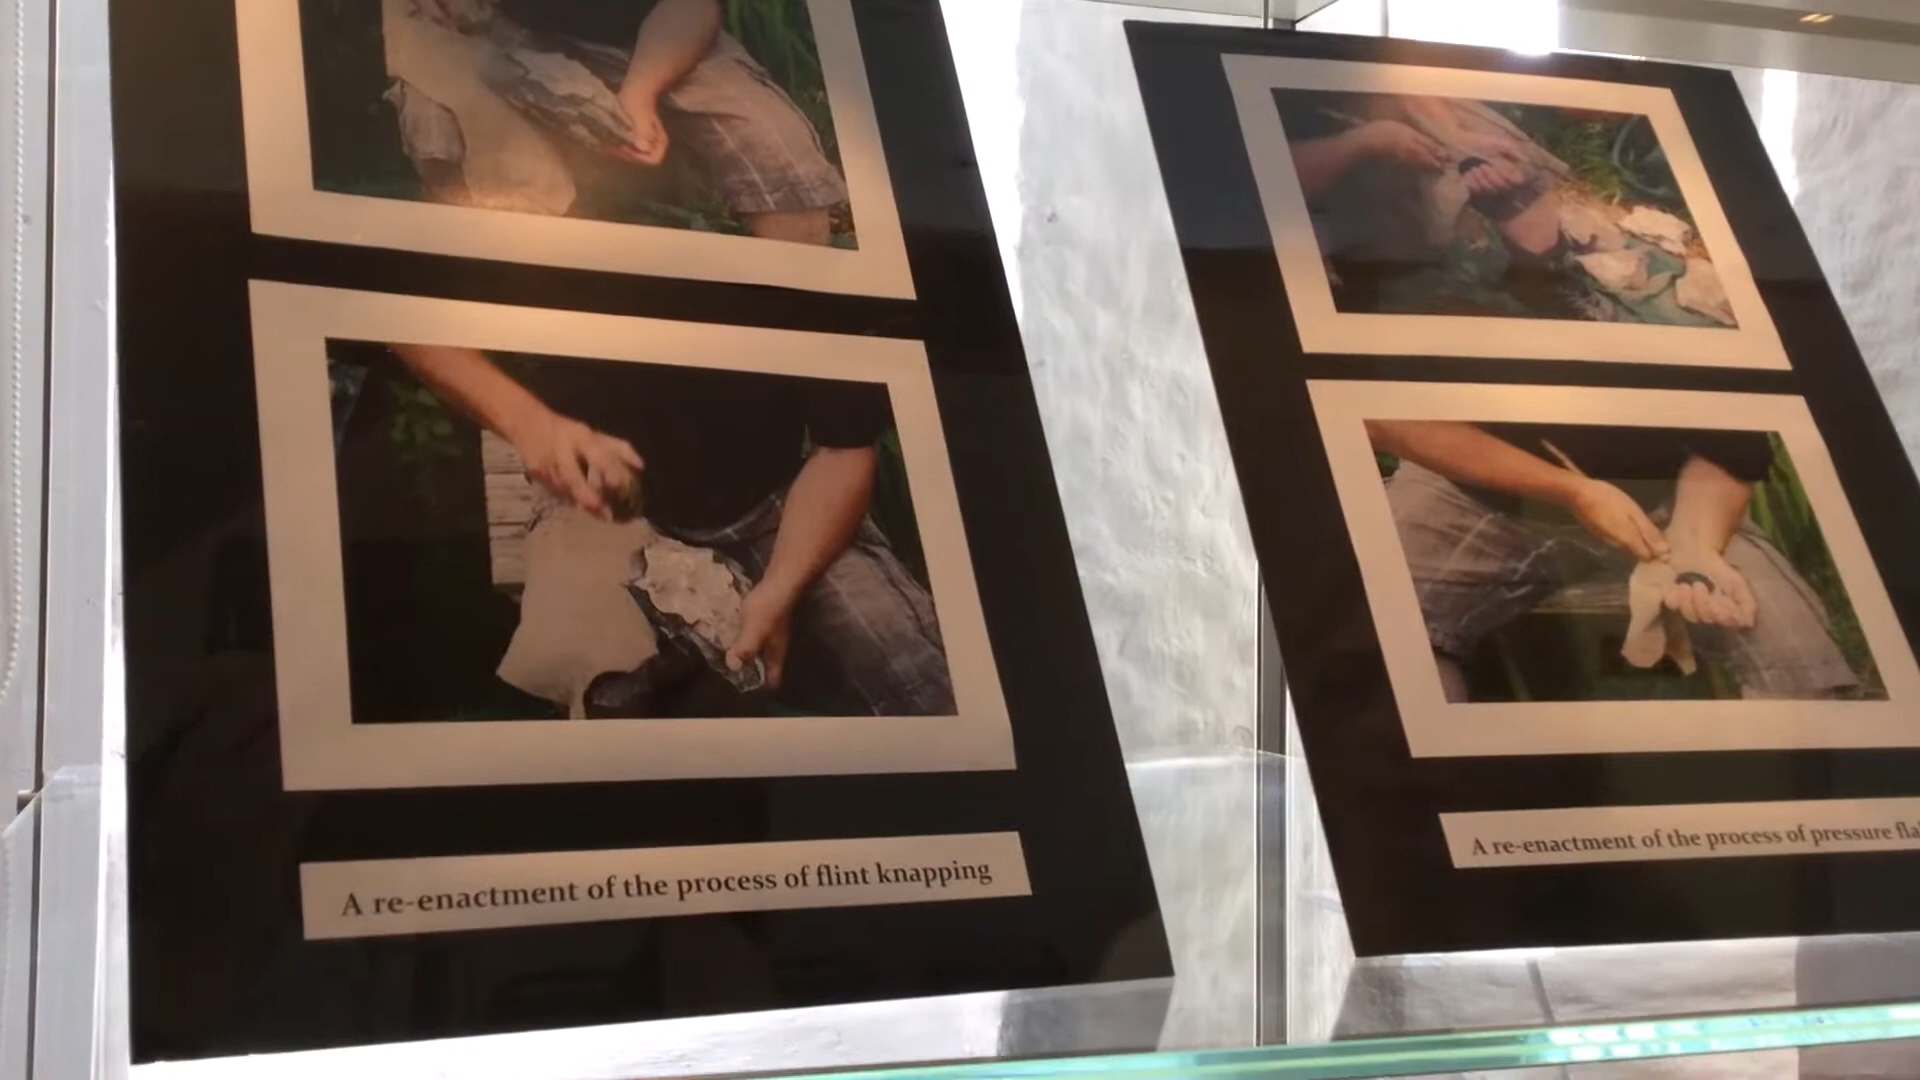 A re-enactment of the process of flint knapping
A re-enactment of the process of pressure